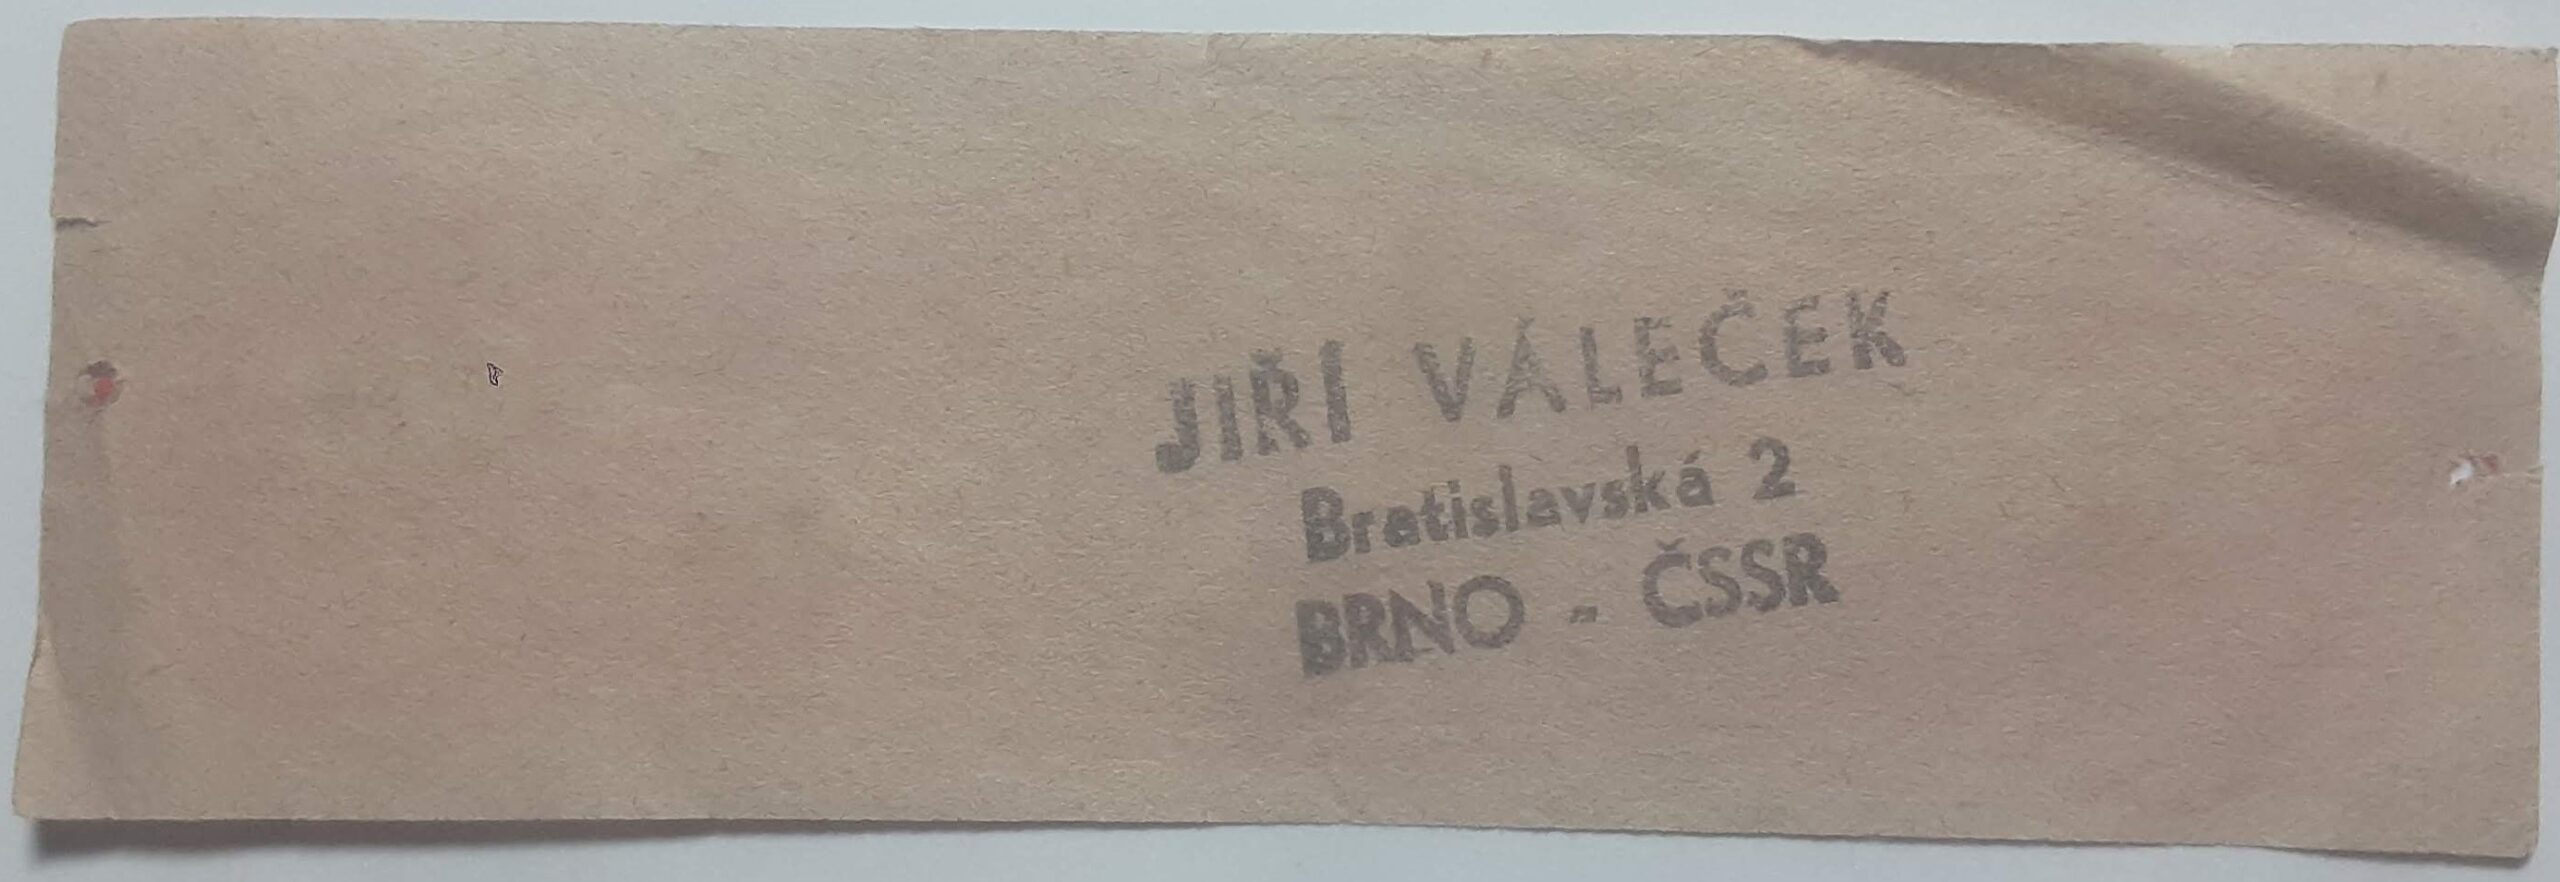 JIŘÍ VÁLEČEK
Bratislavská 2
BRNO - ČSSR